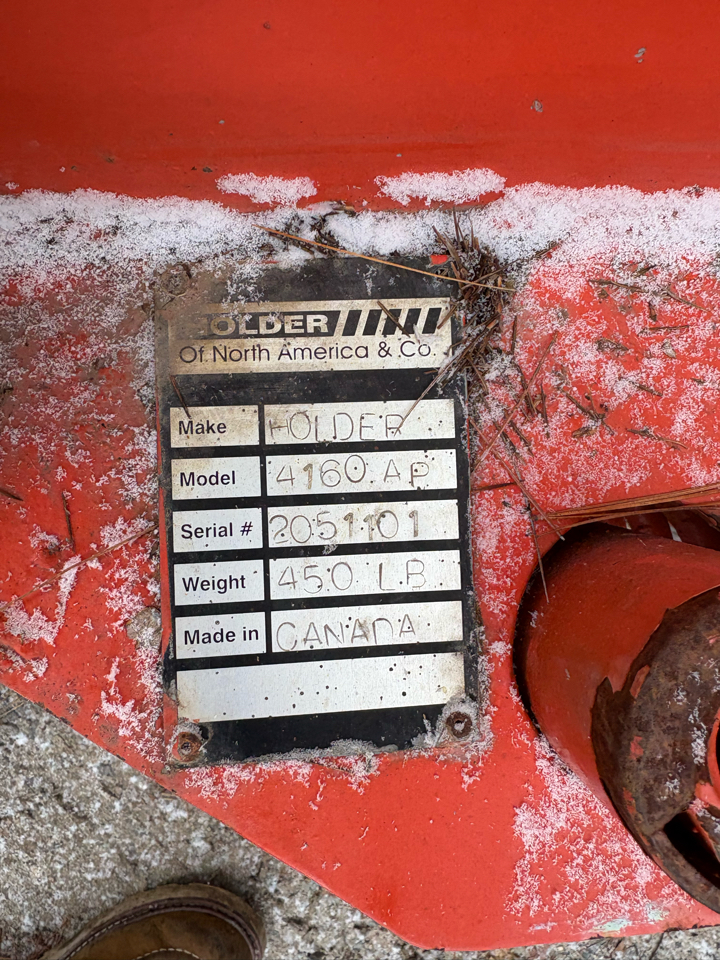 HOLDER
Of North America & Co.
Make HOLDER
Model 4160 AP
Serial # 2051101
Weight 450 LB
Made in CANADA